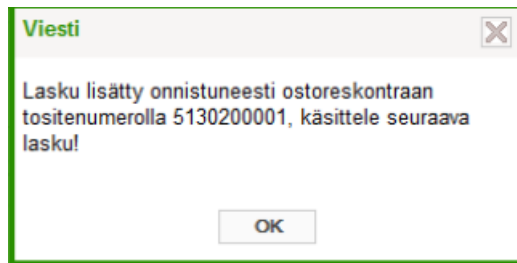 Viesti
Lasku lisätty onnistuneesti ostoreskontraan
tositenumerolla 5130200001, käsittele seuraava
lasku!
OK